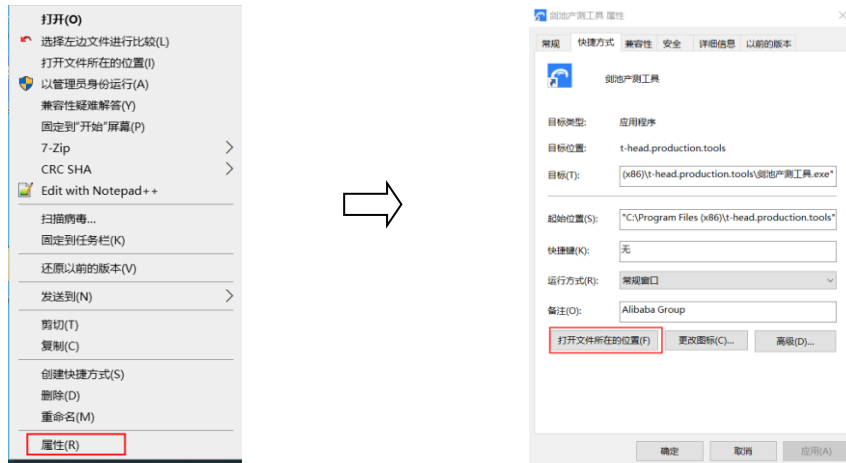 打开(O)
选择左边文件进行比较(L)
打开文件所在的位置(I)
以管理员身份运行(A)
兼容性疑难解答(Y)
固定到"开始"屏幕(P)
7-Zip
CRC SHA
Edit with Notepad++
扫描病毒...
固定到任务栏(K)
还原以前的版本(V)
发送到(N)
剪切(T)
复制(C)
创建快捷方式(S)
删除(D)
重命名(M)
属性(R)
剑池产测工具 属性
常规 快捷方式 兼容性 安全 详细信息 以前的版本
剑池产测工具
目标类型: 应用程序
目标位置: t-head.production.tools
目标(T): (x86)\t-head.production.tools\剑池产测工具.exe"
起始位置(S): "C:\Program Files (x86)\t-head.production.tools"
快捷键(K): 无
运行方式(R): 常规窗口
备注(O): Alibaba Group
打开文件所在的位置(F) 更改图标(C)... 高级(D)...
确定 取消 应用(A)